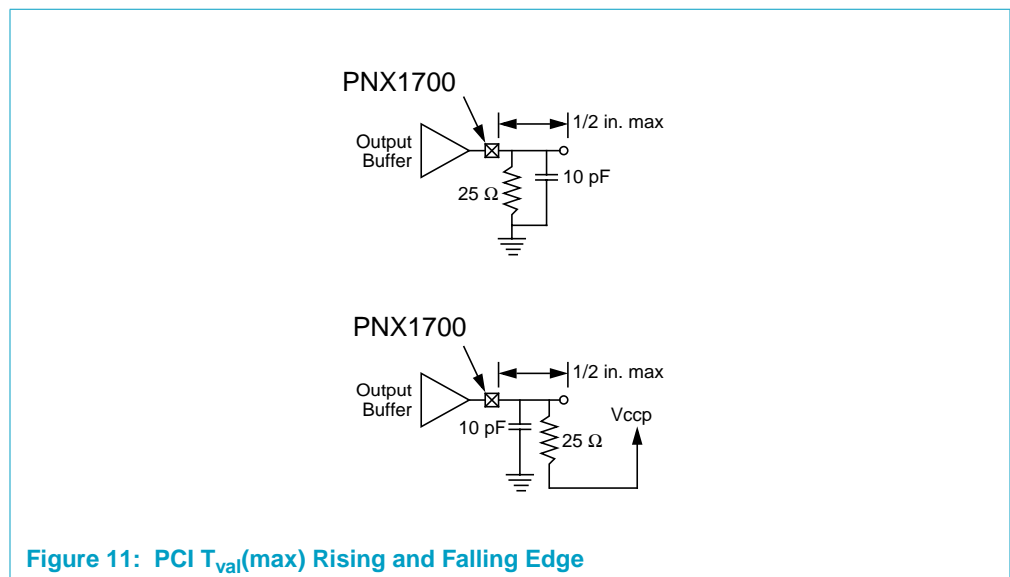 PNX1700
1/2 in. max
Output
Buffer
10 pF
25 Ω
PNX1700
1/2 in. max
Output
Buffer
Vccp
10 pF
25 Ω
Figure 11: PCI Tval(max) Rising and Falling Edge